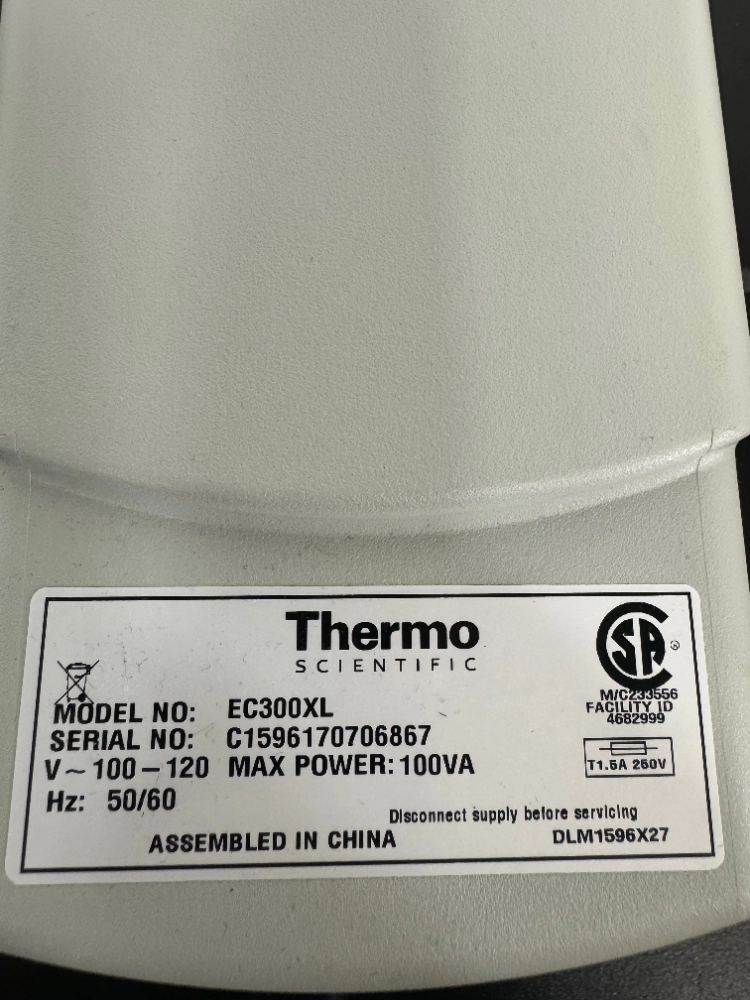 Thermo
SCIENTIFIC
SA
M/C233556
FACILITY ID
4682999
MODEL NO: EC300XL
SERIAL NO: C1596170706867
V~100-120 MAX POWER: 100VA
T1.5A 250V
Hz: 50/60
Disconnect supply before servicing
ASSEMBLED IN CHINA
DLM1596X27